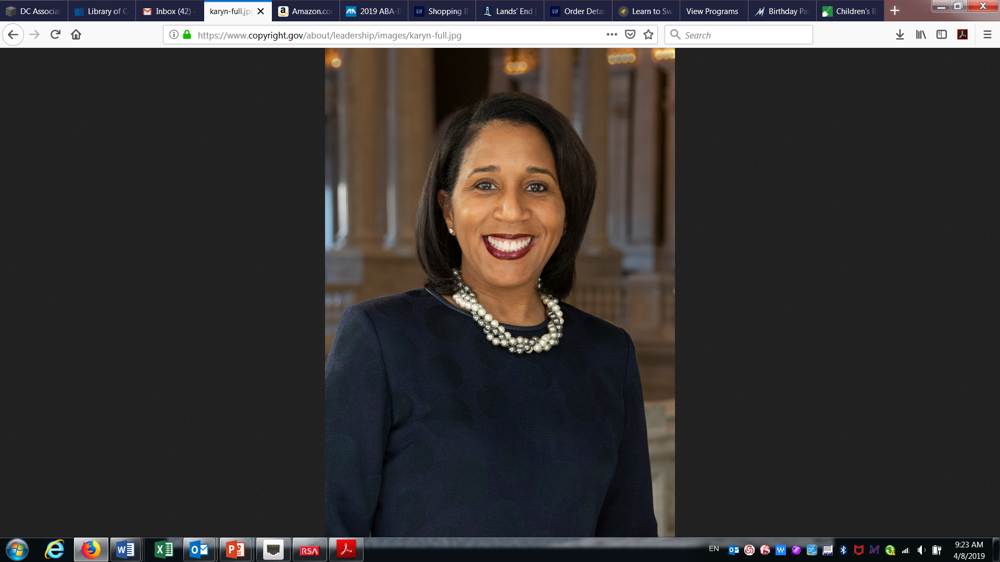 DC Associat
Library of C
Inbox (42) -
karyn-full.jpg
Amazon.com
2019 ABA-I
Shopping B
Lands' End |
Order Detai
Learn to Sw
View Programs
Birthday Pa
Children's B
https://www.copyright.gov/about/leadership/images/karyn-full.jpg
Search
EN
9:23 AM
4/8/2019
RSA